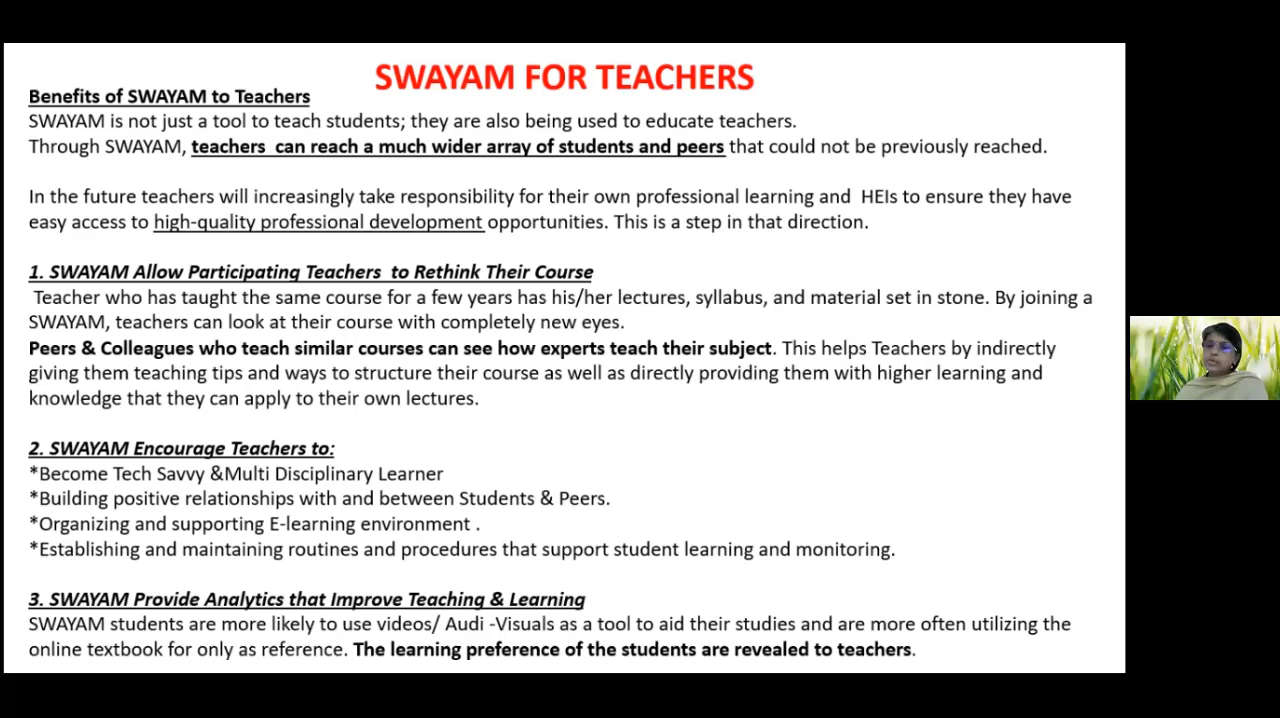 SWAYAM FOR TEACHERS
Benefits of SWAYAM to Teachers
SWAYAM is not just a tool to teach students; they are also being used to educate teachers.
Through SWAYAM, teachers  can reach a much wider array of students and peers that could not be previously reached.
In the future teachers will increasingly take responsibility for their own professional learning and  HEIs to ensure they have
easy access to high-quality professional development opportunities. This is a step in that direction.
1. SWAYAM Allow Participating Teachers  to Rethink Their Course
Teacher who has taught the same course for a few years has his/her lectures, syllabus, and material set in stone. By joining a
SWAYAM, teachers can look at their course with completely new eyes.
Peers & Colleagues who teach similar courses can see how experts teach their subject. This helps Teachers by indirectly
giving them teaching tips and ways to structure their course as well as directly providing them with higher learning and
knowledge that they can apply to their own lectures.
2. SWAYAM Encourage Teachers to:
*Become Tech Savvy &Multi Disciplinary Learner
*Building positive relationships with and between Students & Peers.
*Organizing and supporting E-learning environment .
*Establishing and maintaining routines and procedures that support student learning and monitoring.
3. SWAYAM Provide Analytics that Improve Teaching & Learning
SWAYAM students are more likely to use videos/ Audi -Visuals as a tool to aid their studies and are more often utilizing the
online textbook for only as reference. The learning preference of the students are revealed to teachers.